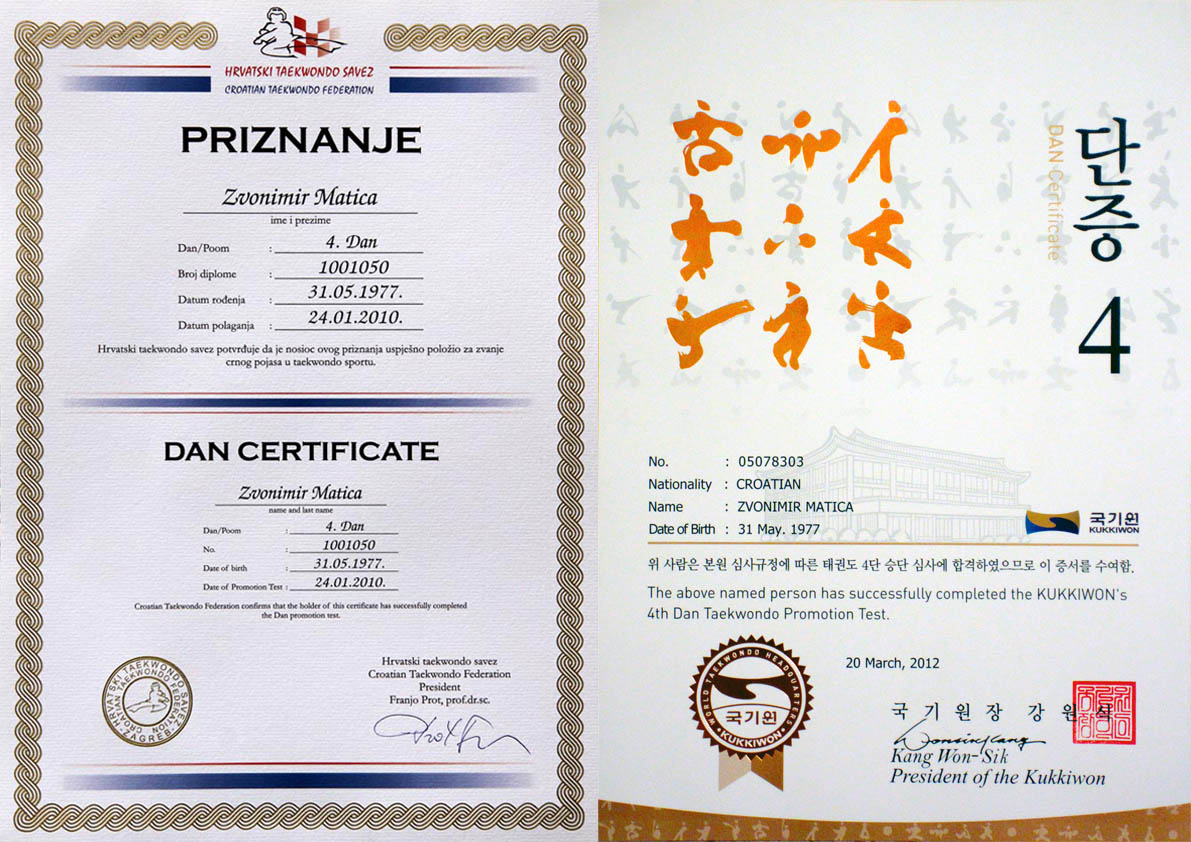 HRVATSKI TAEKWONDO SAVEZ
CROATIAN TAEKWONDO FEDERATION
PRIZNANJE
Zvonimir Matica
ime i prezime
Dan/Poom : 4. Dan
Broj diplome : 1001050
Datum rođenja : 31.05.1977.
Datum polaganja : 24.01.2010.
Hrvatski taekwondo savez potvrđuje da je nosioc ovog priznanja uspješno položio za zvanje
crnog pojasa u taekwondo sportu.
DAN CERTIFICATE
Zvonimir Matica
name and last name
Dan/Poom : 4. Dan
No. : 1001050
Date of birth : 31.05.1977.
Date of Promotion Test : 24.01.2010.
Croatian Taekwondo Federation confirms that the holder of this certificate has successfully completed
the Dan promotion test.
HRVATSKI TAEKWONDO SAVEZ
CROATIAN TAEKWONDO FEDERATION
ZAGREB
Hrvatski taekwondo savez
Croatian Taekwondo Federation
President
Franjo Prot, prof.dr.sc.
단증 4
DAN Certificate
No. : 05078303
Nationality : CROATIAN
Name : ZVONIMIR MATICA
Date of Birth : 31 May. 1977
국기원
KUKKIWON
위 사람은 본원 심사규정에 따른 태권도 4단 승단 심사에 합격하였으므로 이 증서를 수여함.
The above named person has successfully completed the KUKKIWON's
4th Dan Taekwondo Promotion Test.
WORLD TAEKWONDO HEADQUARTERS
국기원
KUKKIWON
20 March, 2012
국 기 원 장 강 원 식
Kang Won-Sik
President of the Kukkiwon